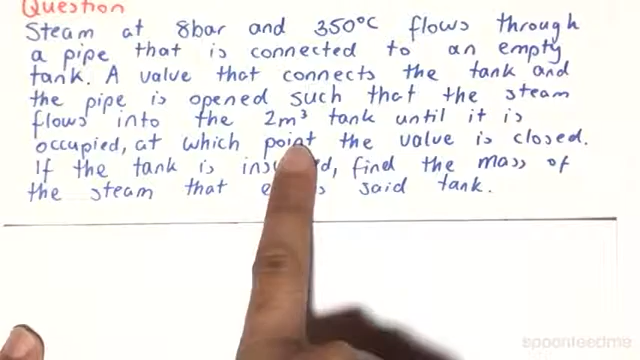 Question
Steam at 8bar and 350°C flows through
a pipe that is connected to an empty
tank. A value that connects the tank and
the pipe is opened such that the steam
flows into the 2m³ tank until it is
occupied, at which point the value is closed.
If the tank is find the mass of
the steam that said tank.
spoonfeedme